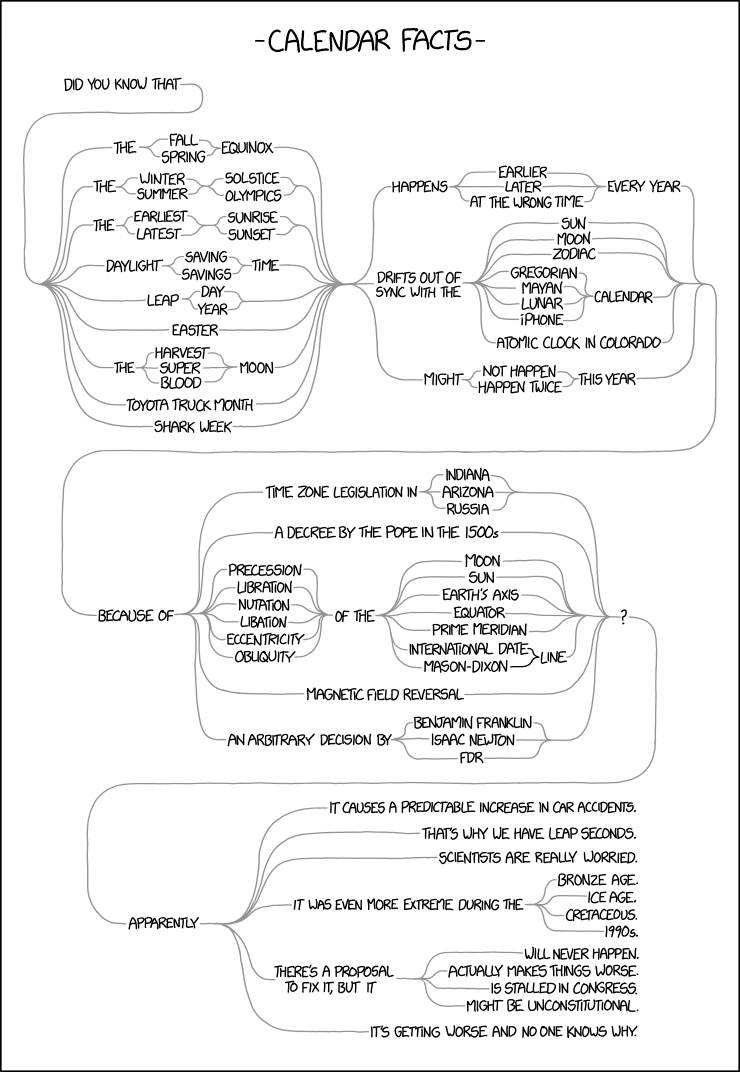 -CALENDAR FACTS-
DID YOU KNOW THAT
THE
FALL
SPRING
EQUINOX
THE
WINTER
SUMMER
SOLSTICE
OLYMPICS
THE
EARLIEST
LATEST
SUNRISE
SUNSET
DAYLIGHT
SAVING
SAVINGS
TIME
LEAP
DAY
YEAR
EASTER
THE
HARVEST
SUPER
BLOOD
MOON
TOYOTA TRUCK MONTH
SHARK WEEK
HAPPENS
EARLIER
LATER
AT THE WRONG TIME
EVERY YEAR
DRIFTS OUT OF
SYNC WITH THE
SUN
MOON
ZODIAC
GREGORIAN
MAYAN
LUNAR
iPHONE
CALENDAR
ATOMIC CLOCK IN COLORADO
MIGHT
NOT HAPPEN
HAPPEN TWICE
THIS YEAR
BECAUSE OF
TIME ZONE LEGISLATION IN
INDIANA
ARIZONA
RUSSIA
A DECREE BY THE POPE IN THE 1500s
PRECESSION
LIBRATION
NUTATION
LIBATION
ECCENTRICITY
OBLIQUITY
OF THE
MOON
SUN
EARTH'S AXIS
EQUATOR
PRIME MERIDIAN
INTERNATIONAL DATE
MASON-DIXON
LINE
MAGNETIC FIELD REVERSAL
AN ARBITRARY DECISION BY
BENJAMIN FRANKLIN
ISAAC NEWTON
FDR
?
APPARENTLY
IT CAUSES A PREDICTABLE INCREASE IN CAR ACCIDENTS.
THAT'S WHY WE HAVE LEAP SECONDS.
SCIENTISTS ARE REALLY WORRIED.
IT WAS EVEN MORE EXTREME DURING THE
BRONZE AGE.
ICE AGE.
CRETACEOUS.
1990s.
THERE'S A PROPOSAL
TO FIX IT, BUT IT
WILL NEVER HAPPEN.
ACTUALLY MAKES THINGS WORSE.
IS STALLED IN CONGRESS.
MIGHT BE UNCONSTITUTIONAL.
IT'S GETTING WORSE AND NO ONE KNOWS WHY.